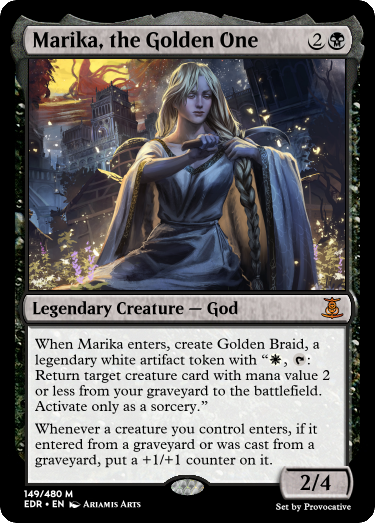 Marika, the Golden One 2
Legendary Creature — God
When Marika enters, create Golden Braid, a
legendary white artifact token with “, :
Return target creature card with mana value 2
or less from your graveyard to the battlefield.
Activate only as a sorcery.”
Whenever a creature you control enters, if it
entered from a graveyard or was cast from a
graveyard, put a +1/+1 counter on it.
2/4
149/480 M
EDR • EN Ariamis Arts
Set by Provocative